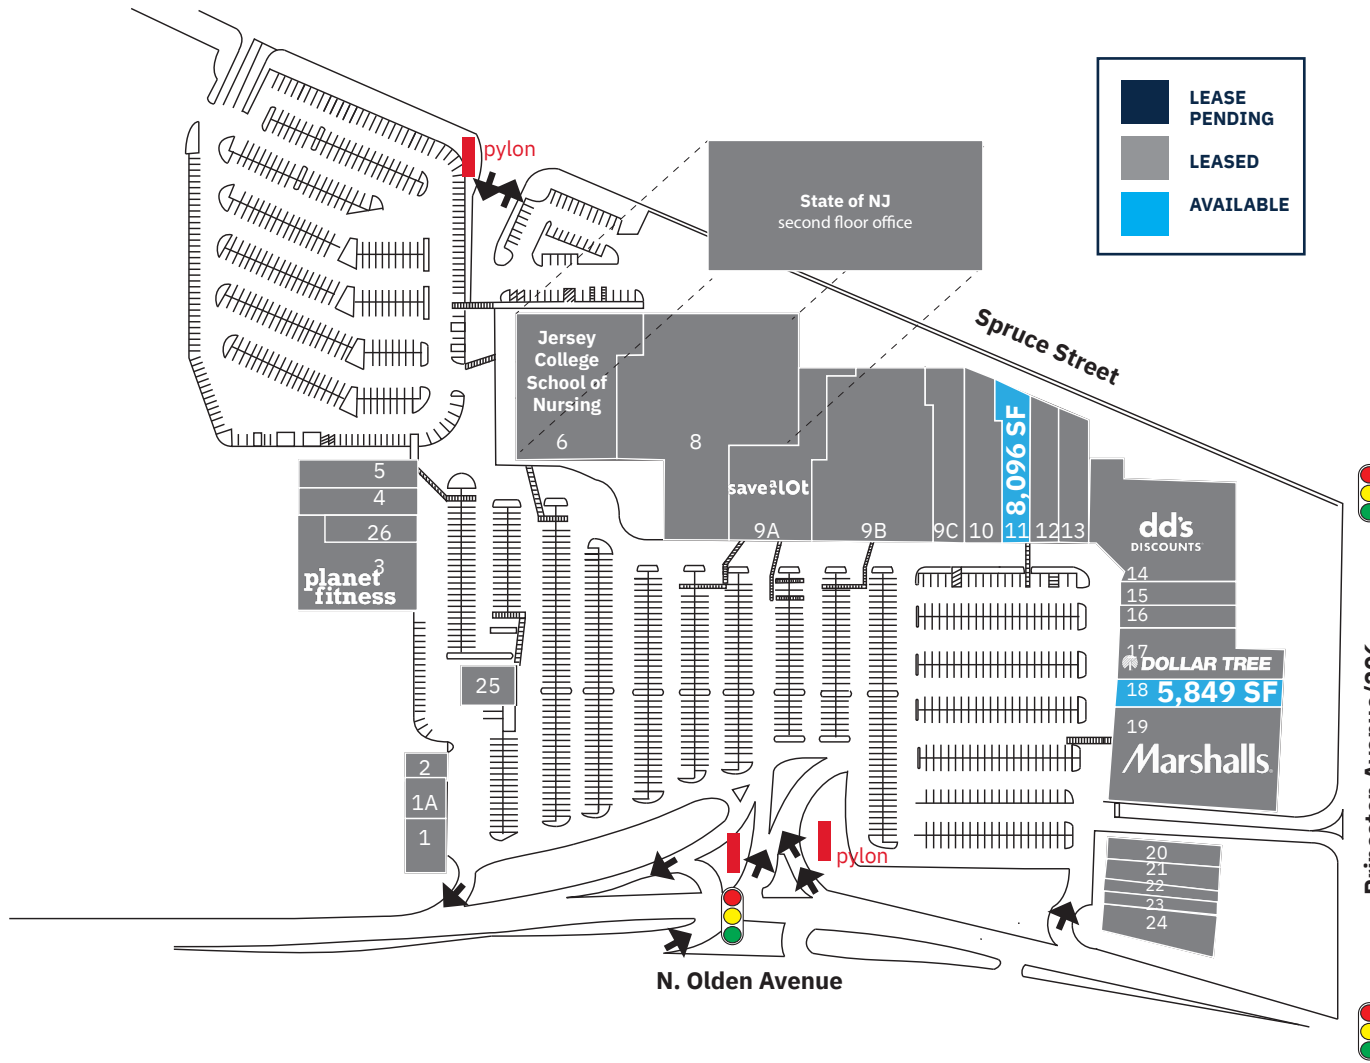 LEASE
PENDING
LEASED
AVAILABLE
pylon
State of NJ
second floor office
Spruce Street
Jersey
College
School of
Nursing
6
8
save a lot
9A
9B
9C
10
11
8,096 SF
12
13
dd's
DISCOUNTS
14
15
16
17
DOLLAR TREE
18
5,849 SF
19
Marshalls
5
4
26
3
planet
fitness
25
2
1A
1
pylon
20
21
22
23
24
N. Olden Avenue